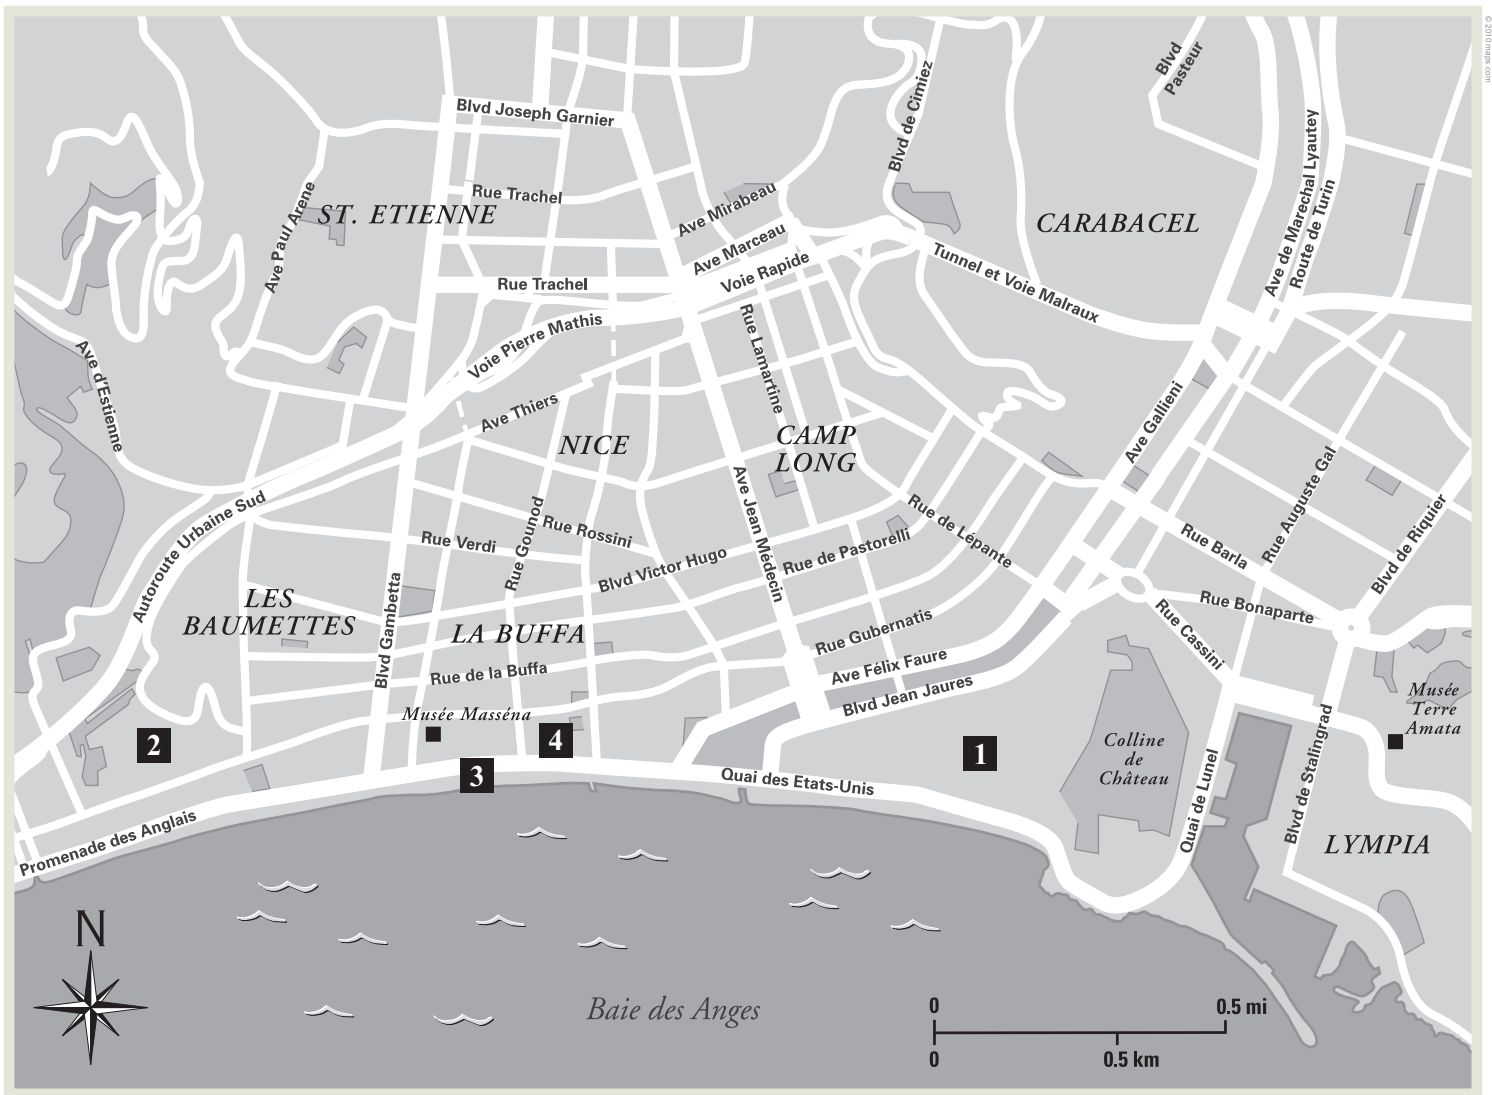 © 2010 maps.com
Blvd
Pasteur
Blvd de Cimiez
Blvd Joseph Garnier
Ave de Marechal Lyautey
Route de Turin
Rue Trachel
Ave Mirabeau
ST. ETIENNE
CARABACEL
Ave Paul Arene
Ave Marceau
Tunnel et Voie Malraux
Voie Rapide
Rue Trachel
Voie Pierre Mathis
Rue Lamartine
Ave d'Estienne
Ave Thiers
Ave Gallieni
NICE
CAMP
LONG
Rue Auguste Gal
Autoroute Urbaine Sud
Ave Jean Médecin
Rue Gounod
Rue Rossini
Rue de Lépante
Blvd de Riquier
Rue Barla
Rue Verdi
Rue de Pastorelli
Blvd Victor Hugo
LES
BAUMETTES
Blvd Gambetta
LA BUFFA
Rue Bonaparte
Rue Cassini
Rue Gubernatis
Rue de la Buffa
Ave Félix Faure
Blvd Jean Jaures
Musée
Terre
Amata
Musée Masséna
2
4
1
3
Colline
de
Château
Quai de Lunel
Blvd de Stalingrad
Quai des Etats-Unis
Promenade des Anglais
LYMPIA
N
Baie des Anges
0
0.5 mi
0
0.5 km